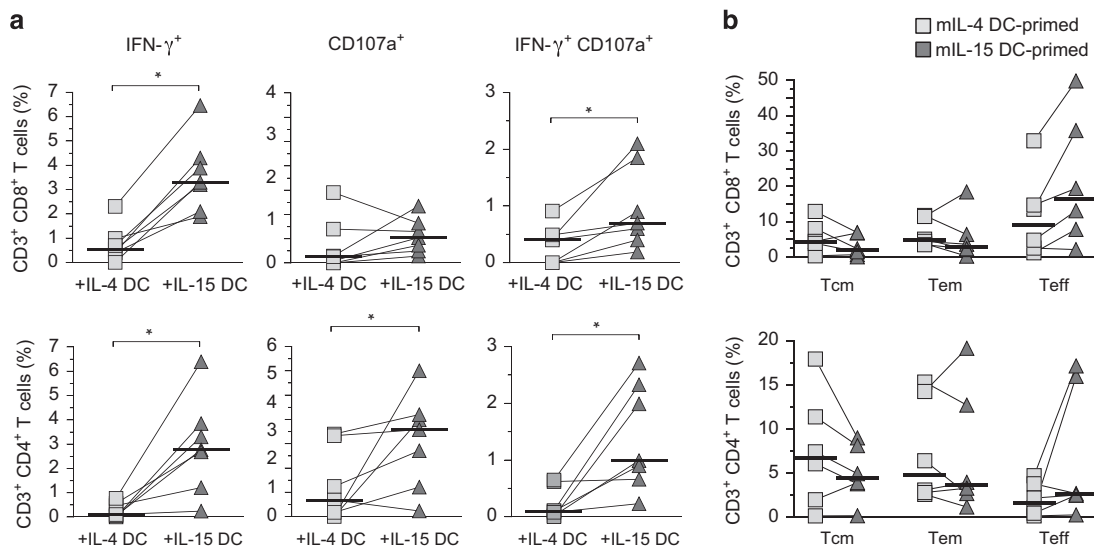 a
IFN-γ⁺
CD107a⁺
IFN-γ⁺ CD107a⁺
*
*
CD3⁺ CD8⁺ T cells (%)
7
6
5
4
3
2
1
0
4
3
2
1
0
3
2
1
0
+IL-4 DC +IL-15 DC
+IL-4 DC +IL-15 DC
+IL-4 DC +IL-15 DC
*
*
*
CD3⁺ CD4⁺ T cells (%)
7
6
5
4
3
2
1
0
6
5
4
3
2
1
0
3
2
1
0
+IL-4 DC +IL-15 DC
+IL-4 DC +IL-15 DC
+IL-4 DC +IL-15 DC
b
mIL-4 DC-primed
mIL-15 DC-primed
CD3⁺ CD8⁺ T cells (%)
50
40
30
20
10
0
Tcm Tem Teff
CD3⁺ CD4⁺ T cells (%)
20
15
10
5
0
Tcm Tem Teff